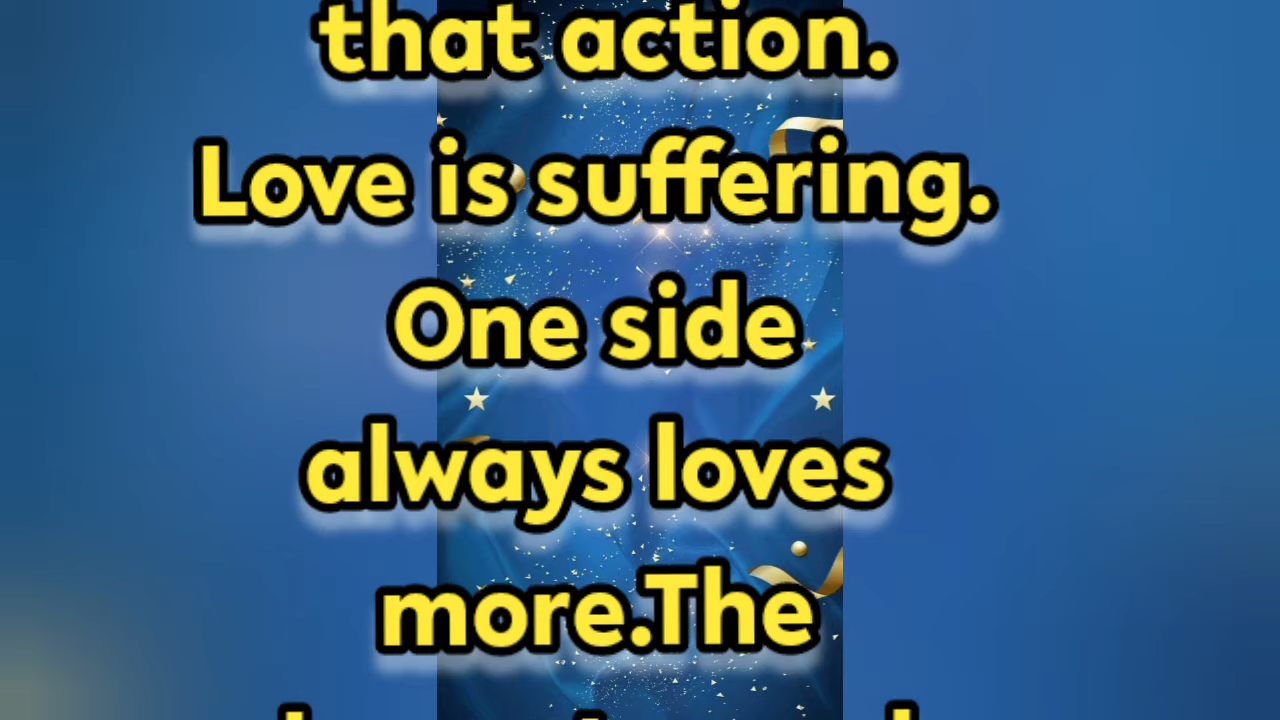 that action.
Love is suffering.
One side
always loves
more.The